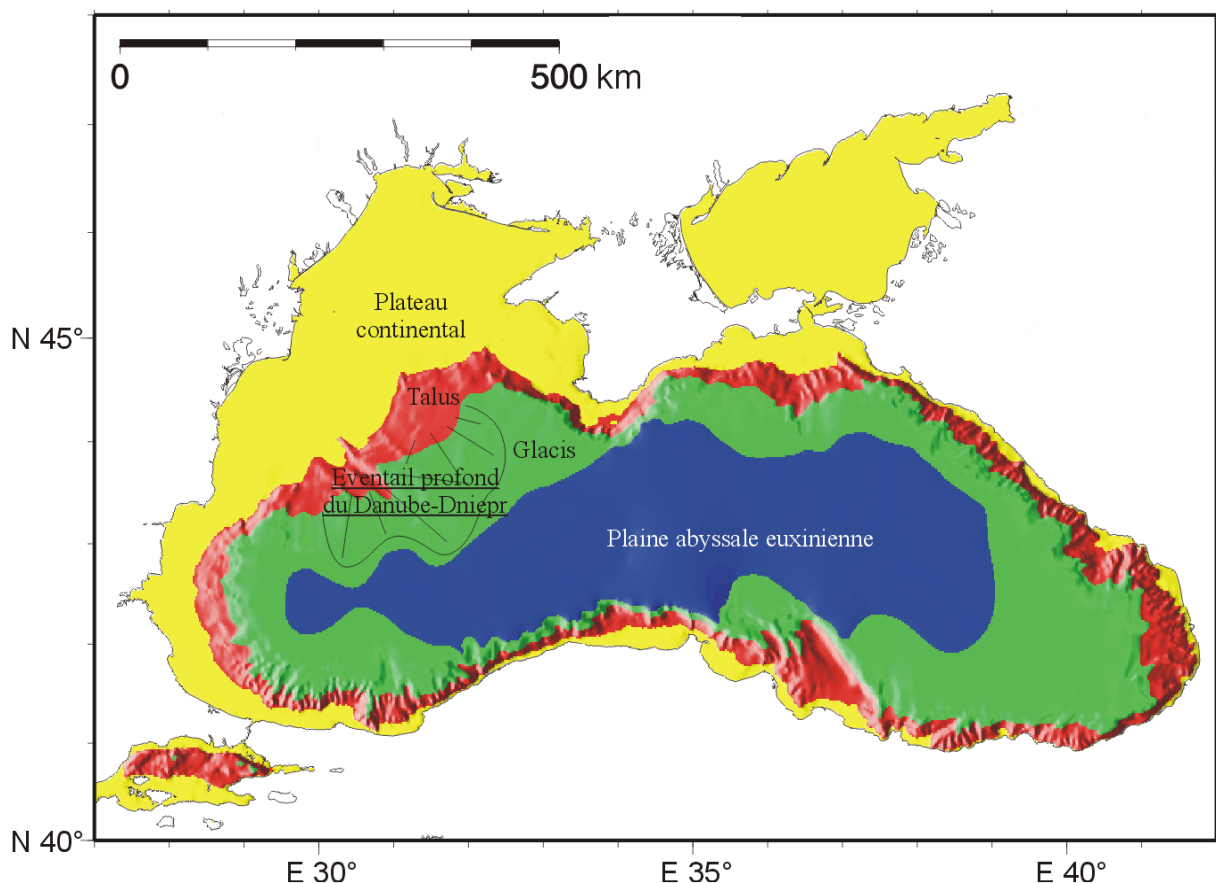 0
500 km
Plateau
continental
N 45°
Talus
Glacis
Eventail profond
du Danube-Dniepr
Plaine abyssale euxinienne
N 40°
E 30°
E 35°
E 40°